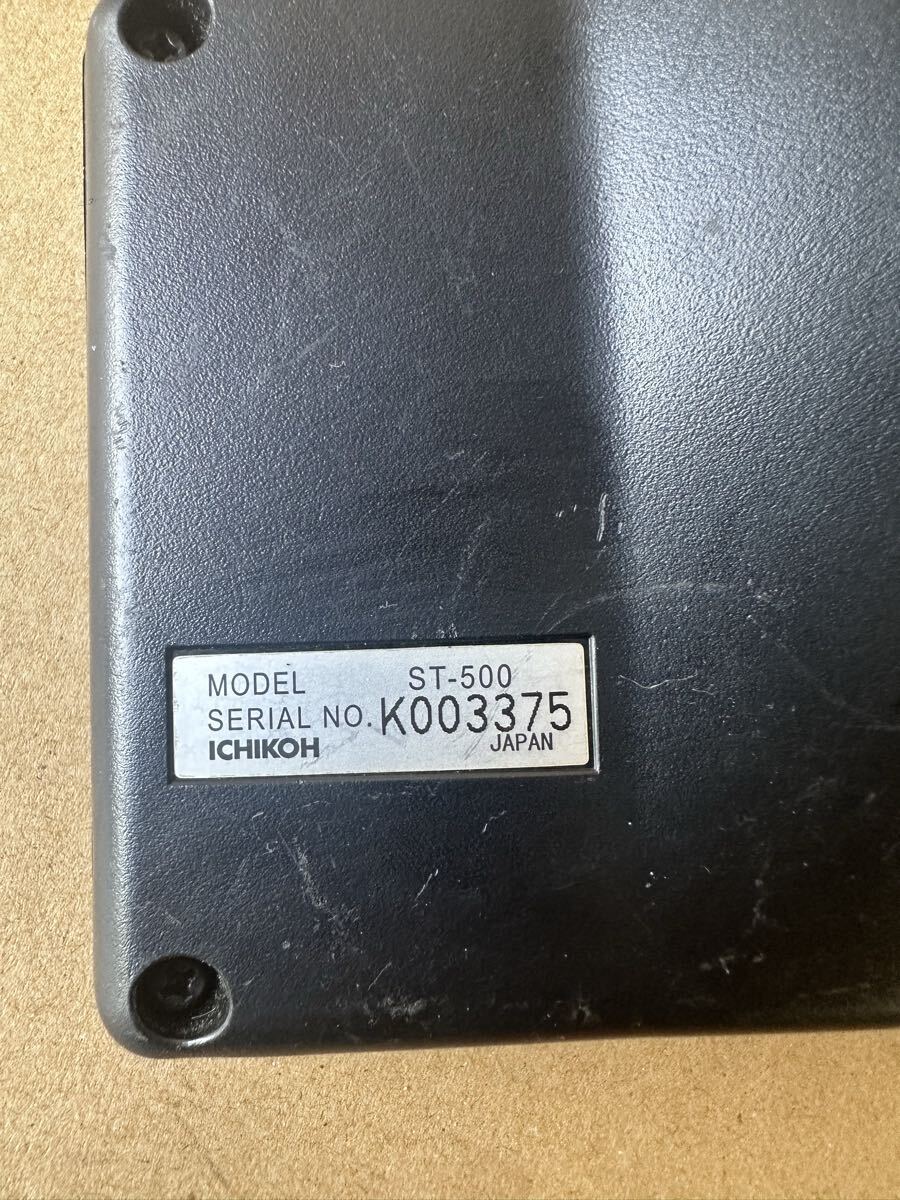 MODEL ST-500
SERIAL NO. K003375
ICHIKOH JAPAN